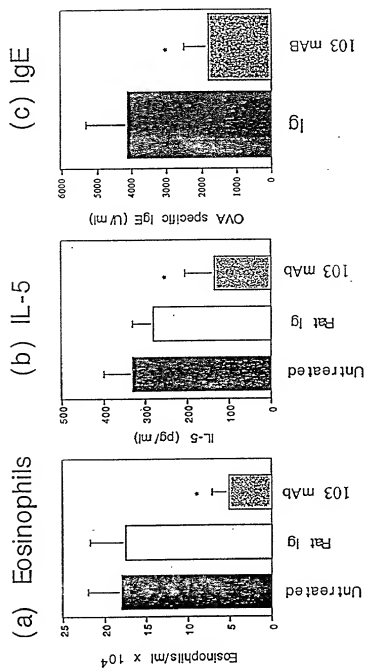 (a) Eosinophils
Eosinophils/ml x 10⁴
25
20
15
10
5
0
Untreated
Rat Ig
103 mAb
*
(b) IL-5
IL-5 (pg/ml)
500
400
300
200
100
0
Untreated
Rat Ig
103 mAb
*
(c) IgE
OVA specific IgE (U/ml)
6000
5000
4000
3000
2000
1000
0
Ig
103 mAB
*